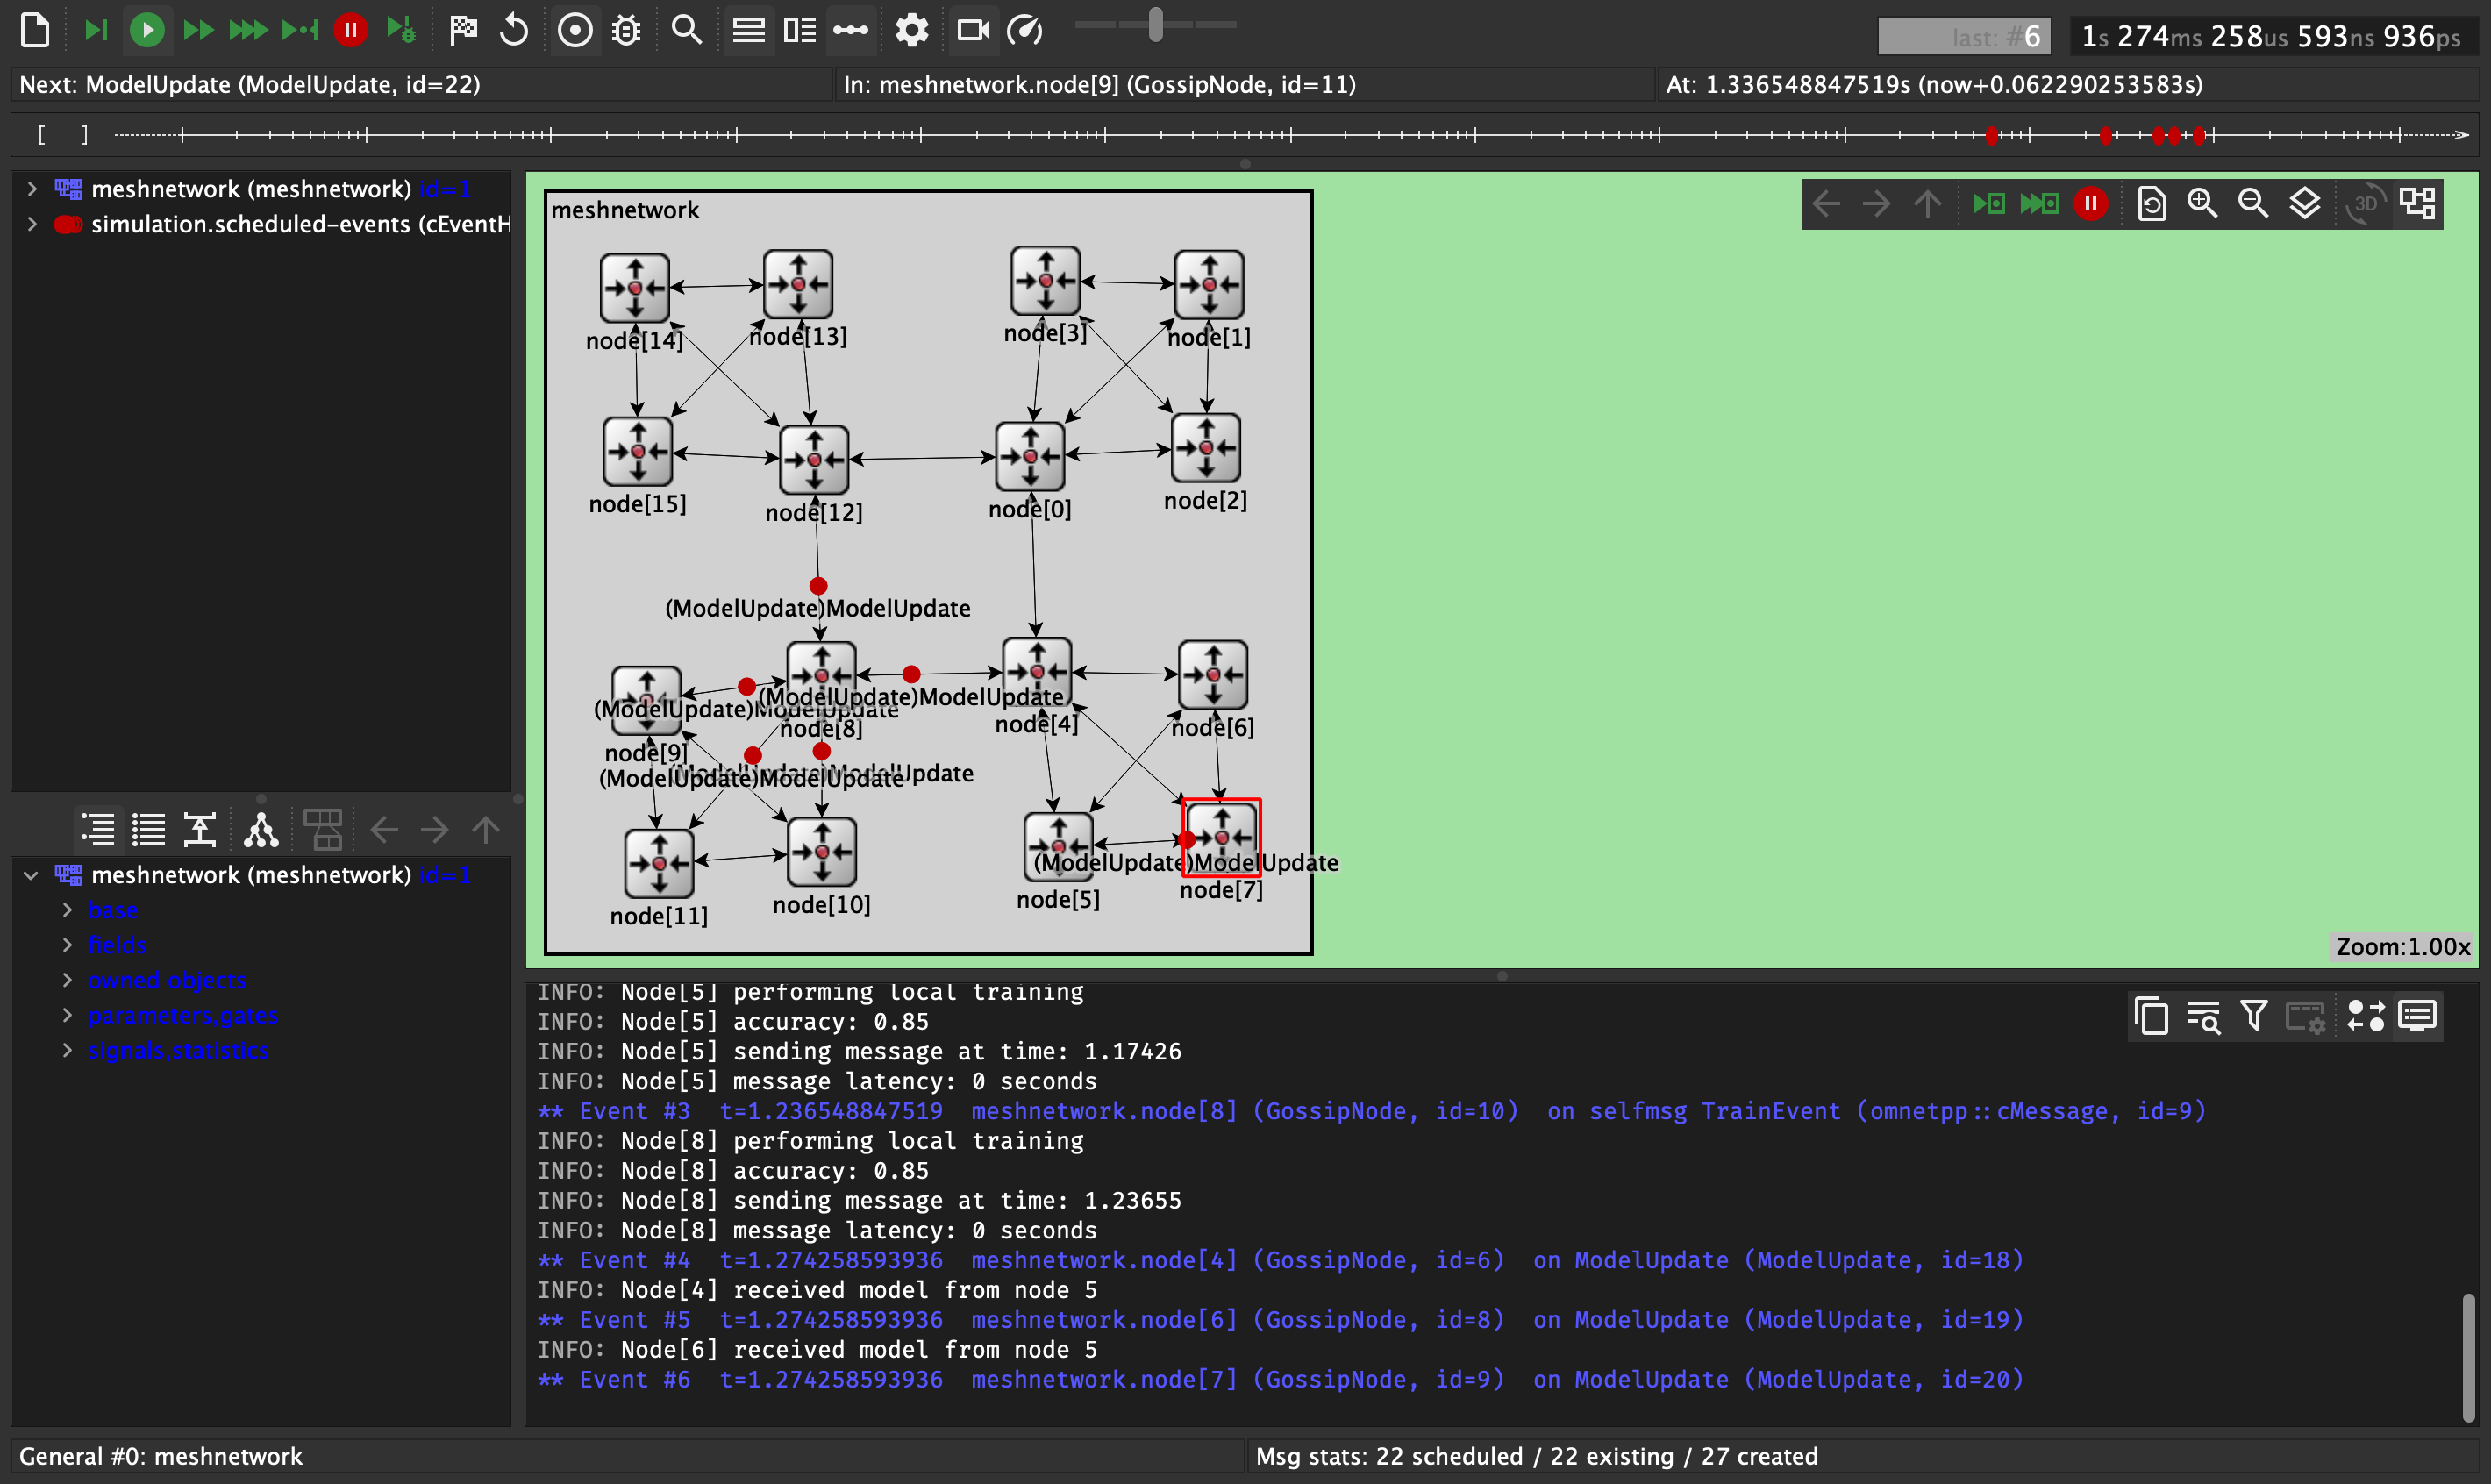 last: #6
1s 274ms 258us 593ns 936ps
Next: ModelUpdate (ModelUpdate, id=22)
In: meshnetwork.node[9] (GossipNode, id=11)
At: 1.336548847519s (now+0.062290253583s)
[ ]
meshnetwork (meshnetwork) id=1
simulation.scheduled-events (cEventH
meshnetwork
3D
node[14]
node[13]
node[3]
node[1]
node[15]
node[12]
node[0]
node[2]
(ModelUpdate)ModelUpdate
(ModelUpdate)ModelUpdate
(ModelUpdate)ModelUpdate
node[8]
node[4]
node[6]
node[9]
(ModelUpdate)ModelUpdate
(ModelUpdate)ModelUpdate
(ModelUpdate)ModelUpdate
node[11]
node[10]
node[5]
node[7]
Zoom:1.00x
meshnetwork (meshnetwork) id=1
base
fields
owned objects
parameters,gates
signals,statistics
INFO: Node[5] performing local training
INFO: Node[5] accuracy: 0.85
INFO: Node[5] sending message at time: 1.17426
INFO: Node[5] message latency: 0 seconds
** Event #3 t=1.236548847519 meshnetwork.node[8] (GossipNode, id=10) on selfmsg TrainEvent (omnetpp::cMessage, id=9)
INFO: Node[8] performing local training
INFO: Node[8] accuracy: 0.85
INFO: Node[8] sending message at time: 1.23655
INFO: Node[8] message latency: 0 seconds
** Event #4 t=1.274258593936 meshnetwork.node[4] (GossipNode, id=6) on ModelUpdate (ModelUpdate, id=18)
INFO: Node[4] received model from node 5
** Event #5 t=1.274258593936 meshnetwork.node[6] (GossipNode, id=8) on ModelUpdate (ModelUpdate, id=19)
INFO: Node[6] received model from node 5
** Event #6 t=1.274258593936 meshnetwork.node[7] (GossipNode, id=9) on ModelUpdate (ModelUpdate, id=20)
General #0: meshnetwork
Msg stats: 22 scheduled / 22 existing / 27 created